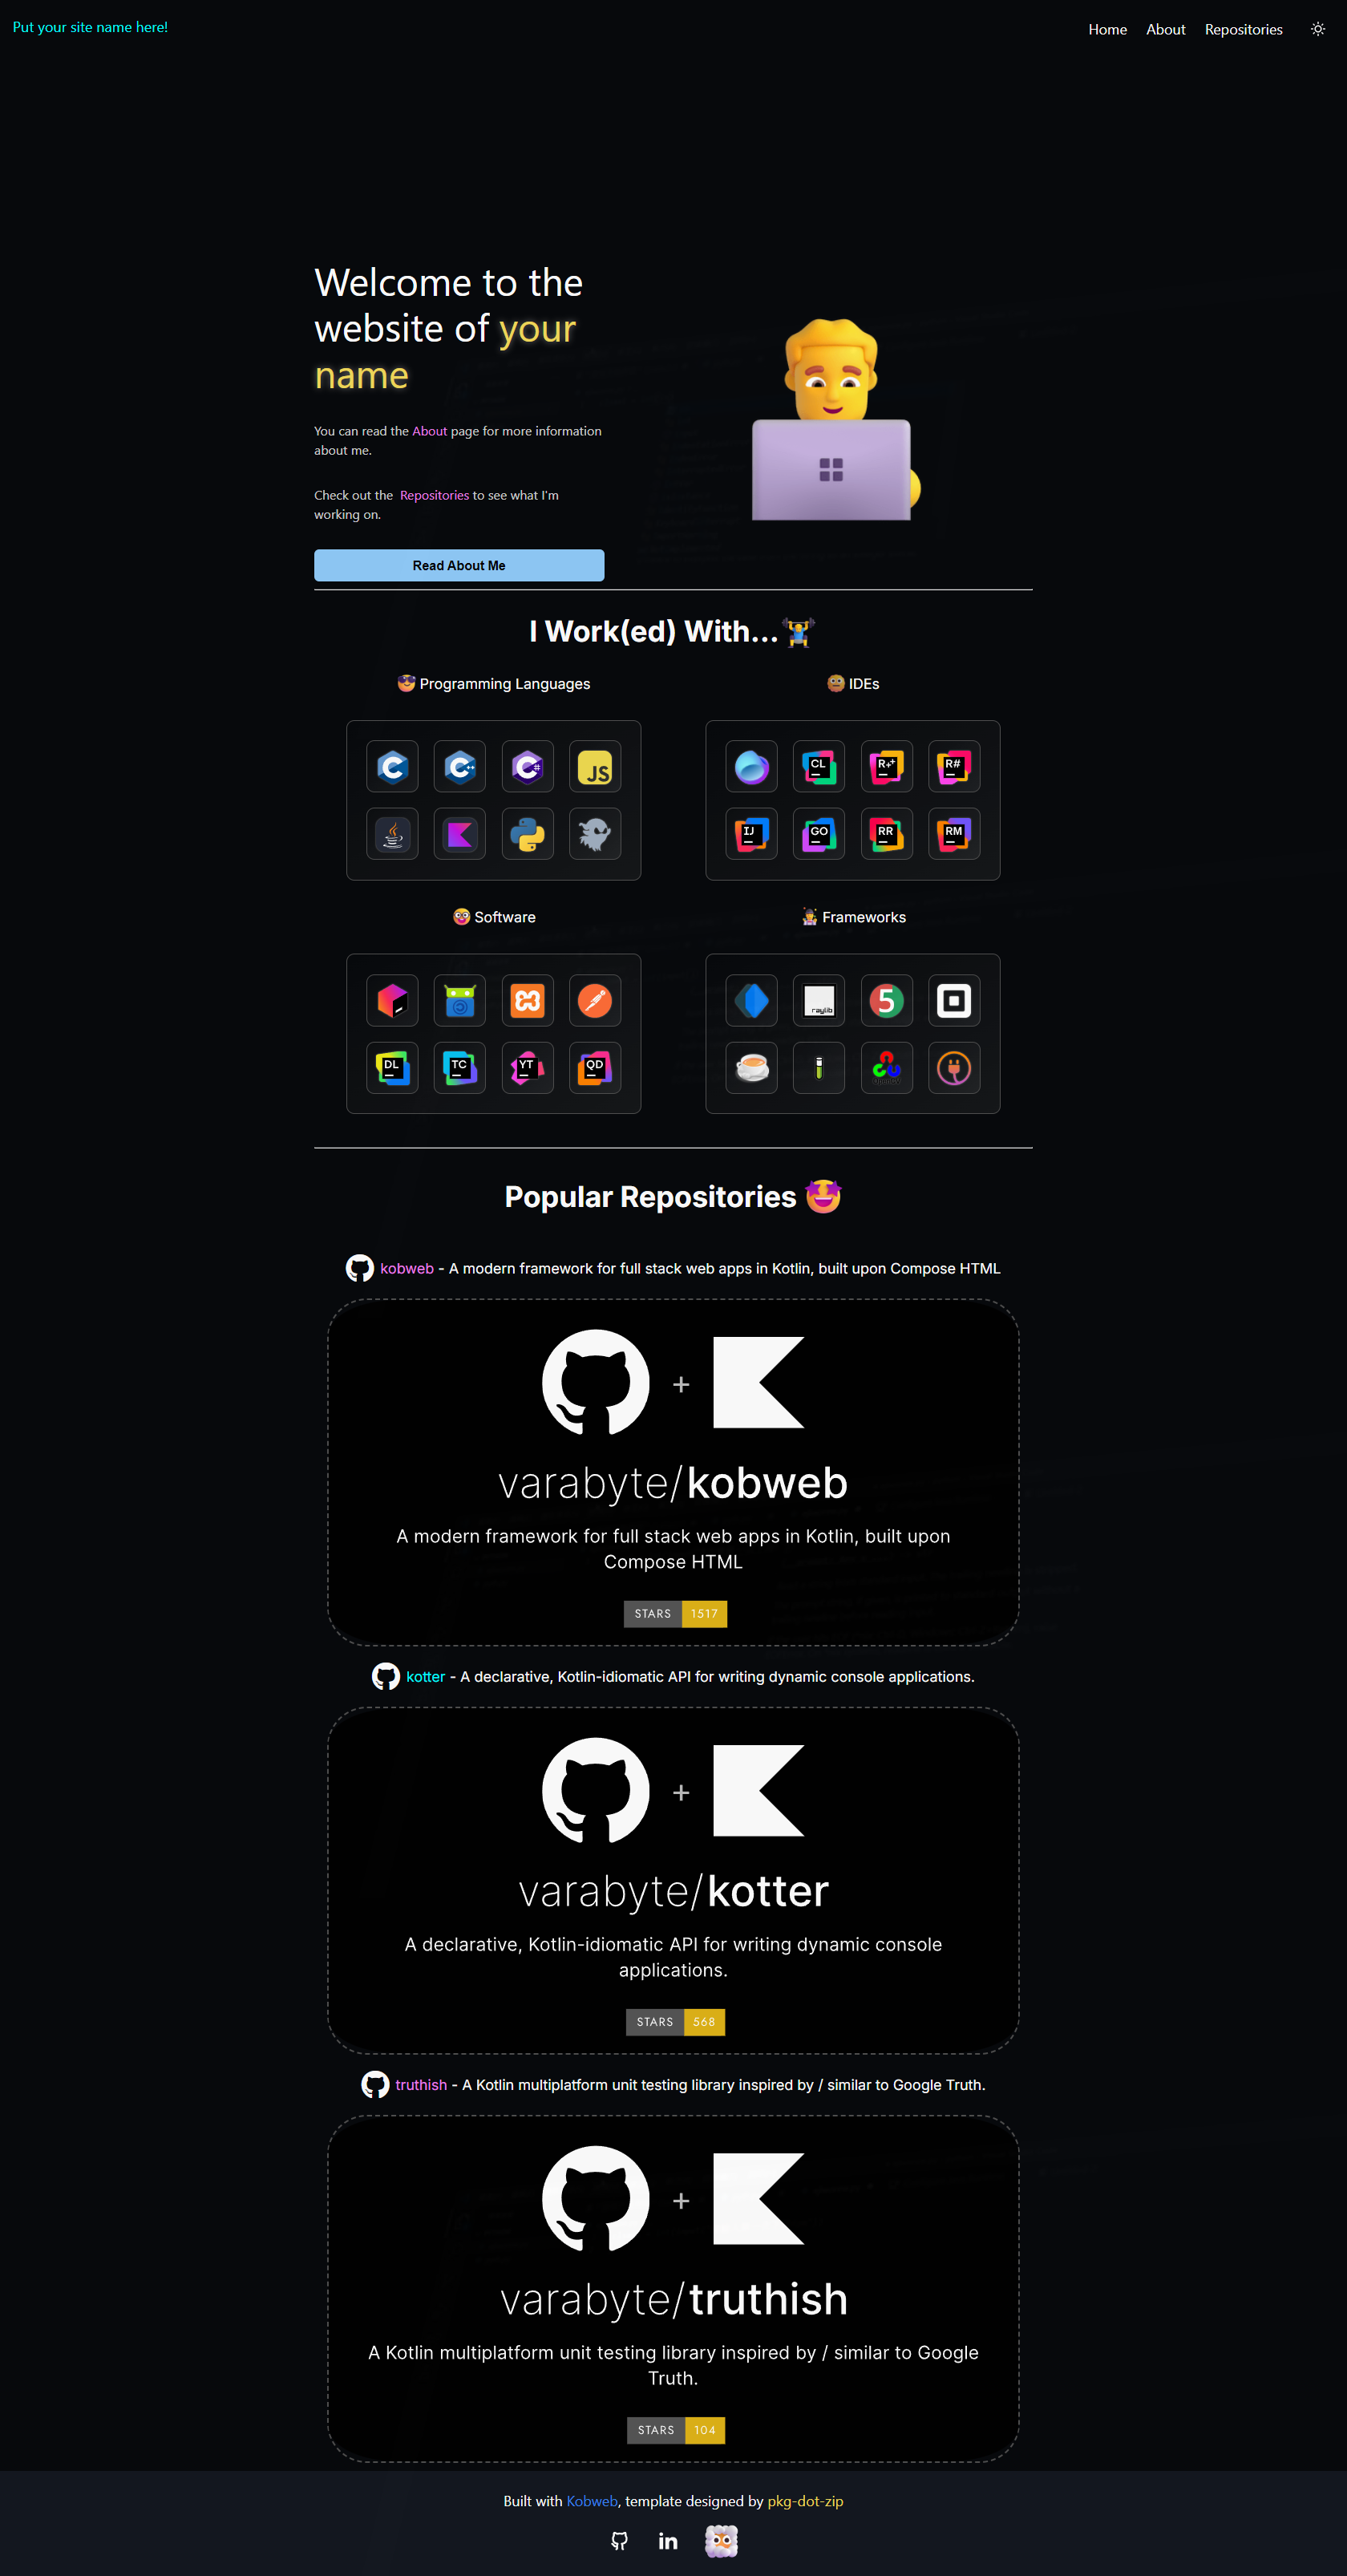 Put your site name here!
Home About Repositories
Welcome to the
website of your
name
You can read the About page for more information
about me.
Check out the Repositories to see what I'm
working on.
Read About Me
I Work(ed) With...
Programming Languages
IDEs
C C++ C# JS
CL R++ R#
Java
IJ GO RR RM
Software
Frameworks
raylib 5
DL TC YT QD
Popular Repositories
kobweb - A modern framework for full stack web apps in Kotlin, built upon Compose HTML
+
varabyte/kobweb
A modern framework for full stack web apps in Kotlin, built upon
Compose HTML
STARS 1517
kotter - A declarative, Kotlin-idiomatic API for writing dynamic console applications.
+
varabyte/kotter
A declarative, Kotlin-idiomatic API for writing dynamic console
applications.
STARS 568
truthish - A Kotlin multiplatform unit testing library inspired by / similar to Google Truth.
+
varabyte/truthish
A Kotlin multiplatform unit testing library inspired by / similar to Google
Truth.
STARS 104
Built with Kobweb, template designed by pkg-dot-zip
in